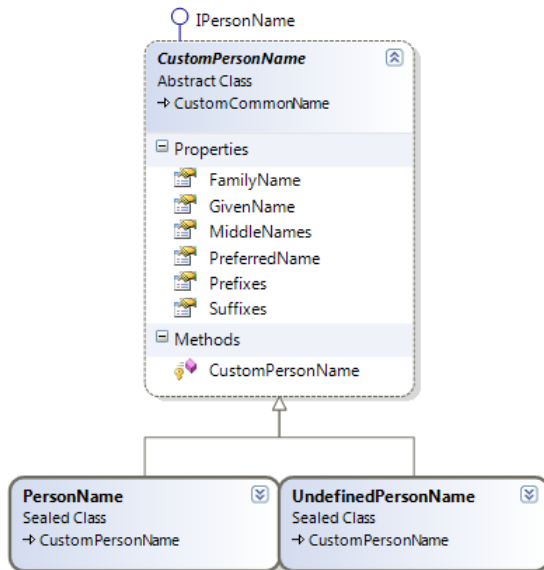 IPersonName
CustomPersonName
Abstract Class
CustomCommonName
Properties
FamilyName
GivenName
MiddleNames
PreferredName
Prefixes
Suffixes
Methods
CustomPersonName
PersonName
Sealed Class
CustomPersonName
UndefinedPersonName
Sealed Class
CustomPersonName